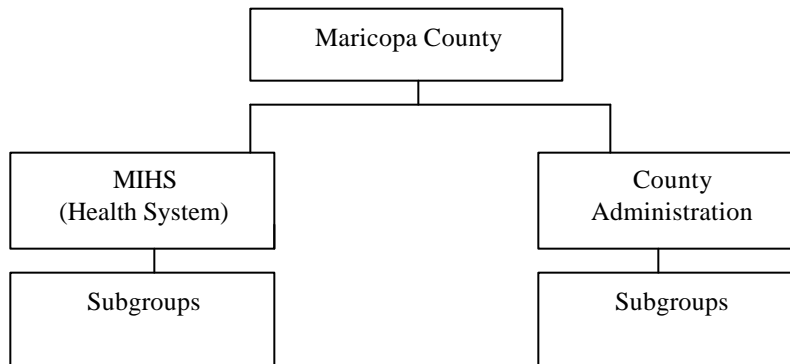 Maricopa County
MIHS
(Health System)
County
Administration
Subgroups
Subgroups